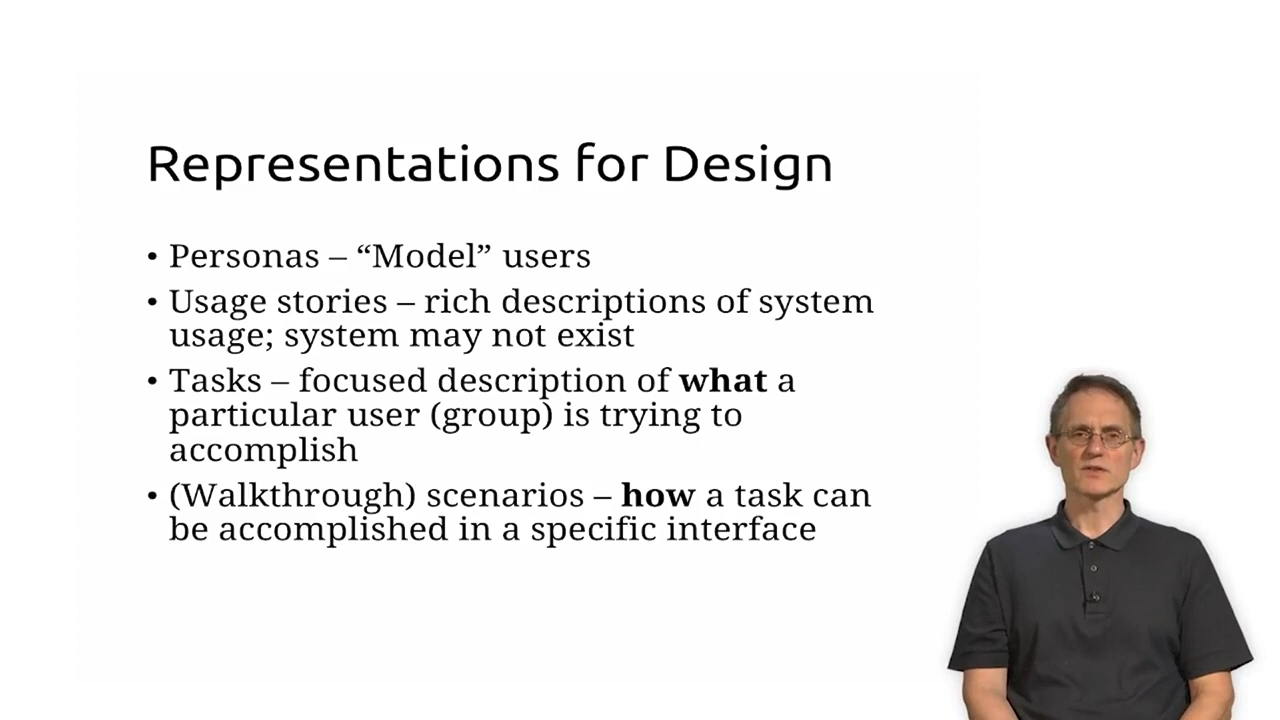 Representations for Design
• Personas – “Model” users
• Usage stories – rich descriptions of system
usage; system may not exist
• Tasks – focused description of what a
particular user (group) is trying to
accomplish
• (Walkthrough) scenarios – how a task can
be accomplished in a specific interface